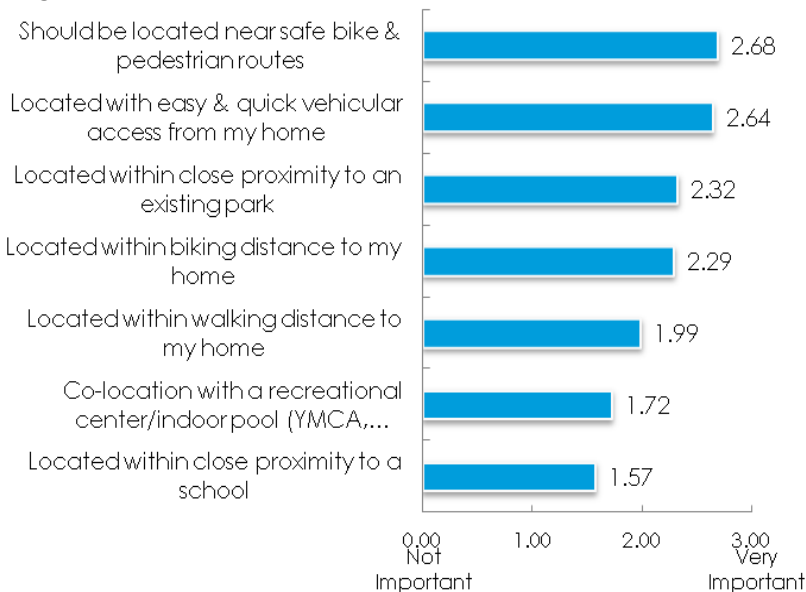 Should be located near safe bike &
pedestrian routes
2.68
Located with easy & quick vehicular
access from my home
2.64
Located within close proximity to an
existing park
2.32
Located within biking distance to my
home
2.29
Located within walking distance to
my home
1.99
Co-location with a recreational
center/indoor pool (YMCA,...
1.72
Located within close proximity to a
school
1.57
0.00 1.00 2.00 3.00
Not Very
Important Important